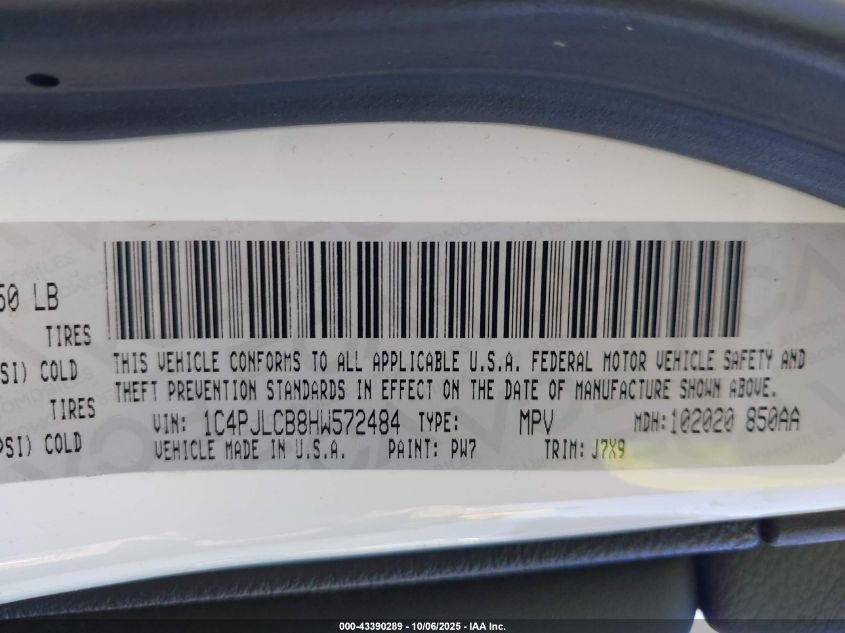 50 LB
TIRES
SI) COLD
TIRES
PSI) COLD
THIS VEHICLE CONFORMS TO ALL APPLICABLE U.S.A. FEDERAL MOTOR VEHICLE SAFETY AND
THEFT PREVENTION STANDARDS IN EFFECT ON THE DATE OF MANUFACTURE SHOWN ABOVE.
VIN: 1C4PJLCB8HW572484 TYPE: MPV MDH: 102020 850AA
VEHICLE MADE IN U.S.A. PAINT: PW7 TRIM: J7X9
000-43390289 - 10/06/2025 - IAA Inc.